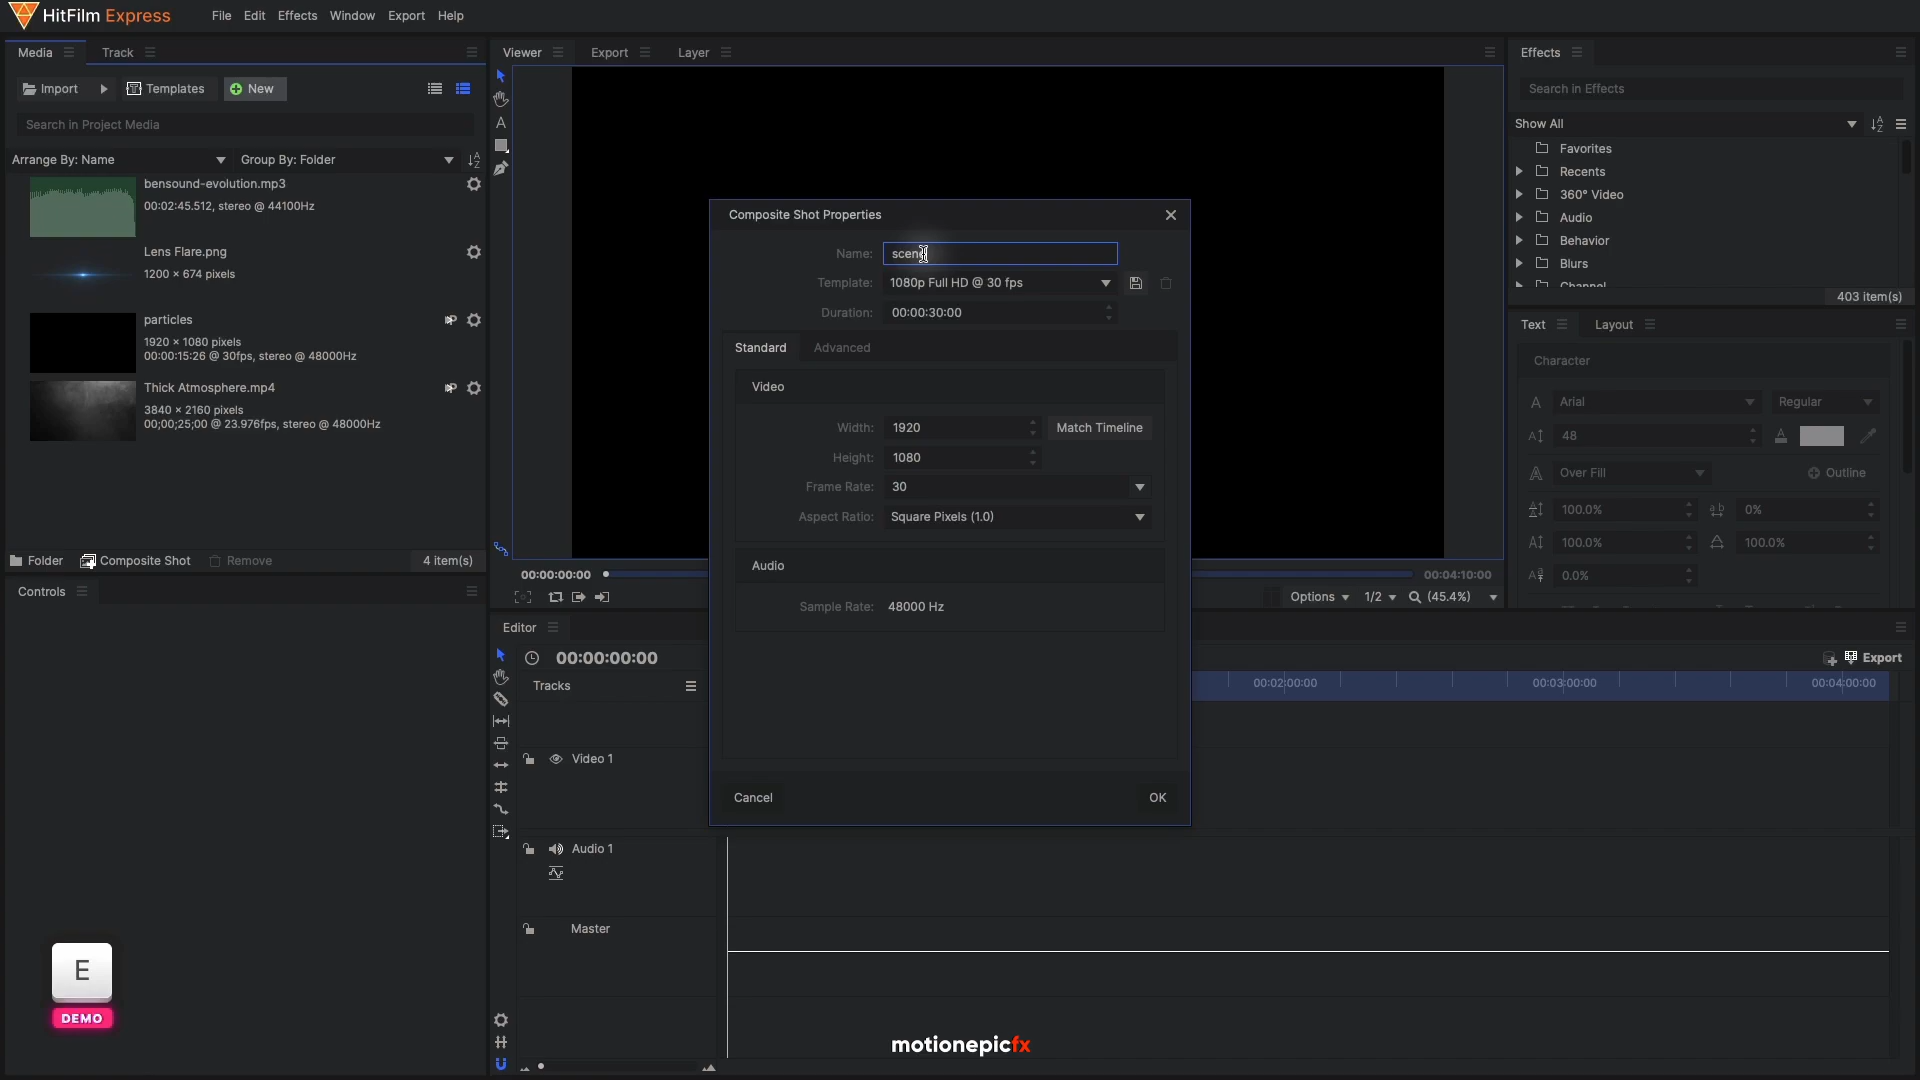 HitFilm Express
File Edit Effects Window Export Help
Media Track
Import Templates New
Search in Project Media
Arrange By: Name Group By: Folder
bensound-evolution.mp3
00:02:45.512, stereo @ 44100Hz
Lens Flare.png
1200 × 674 pixels
particles
1920 × 1080 pixels
00:00:15:26 @ 30fps, stereo @ 48000Hz
Thick Atmosphere.mp4
3840 × 2160 pixels
00;00;25;00 @ 23.976fps, stereo @ 48000Hz
Folder Composite Shot Remove 4 item(s)
Controls
E
DEMO
Viewer Export Layer
A
Composite Shot Properties
Name: scene
Template: 1080p Full HD @ 30 fps
Duration: 00:00:30:00
Standard Advanced
Video
Width: 1920 Match Timeline
Height: 1080
Frame Rate: 30
Aspect Ratio: Square Pixels (1.0)
Audio
Sample Rate: 48000 Hz
Cancel OK
00:00:00:00 00:04:10:00
Options 1/2 (45.4%)
Editor
00:00:00:00 Export
Tracks 00:02:00:00 00:03:00:00 00:04:00:00
Video 1
Audio 1
Master
motionepicfx
Effects
Search in Effects
Show All
Favorites
Recents
360° Video
Audio
Behavior
Blurs
Channel
403 item(s)
Text Layout
Character
Arial Regular
48
Over Fill Outline
100.0% 0%
100.0% 100.0%
0.0%